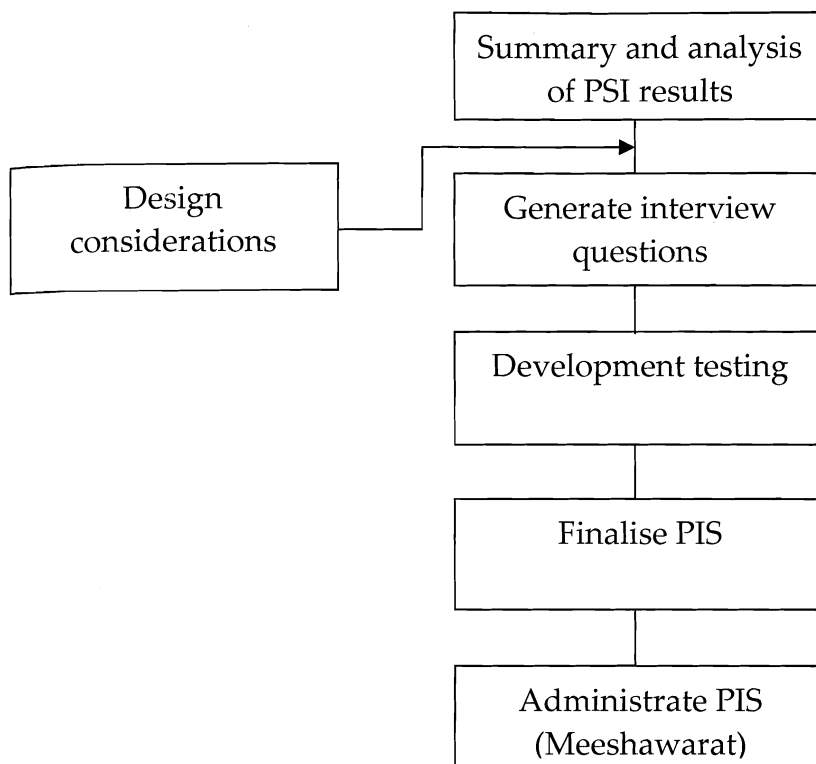 Summary and analysis
of PSI results
Design
considerations
Generate interview
questions
Development testing
Finalise PIS
Administrate PIS
(Meeshawarat)